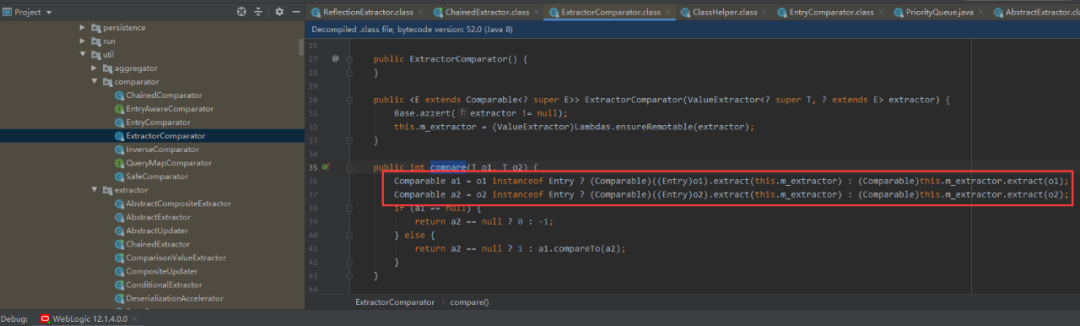 Project
ReflectionExtractor.class
ChainedExtractor.class
ExtractorComparator.class
ClassHelper.class
EntryComparator.class
PriorityQueue.java
AbstractExtractor.cla
Decompiled .class file, bytecode version: 52.0 (Java 8)
persistence
run
util
aggregator
comparator
ChainedComparator
EntryAwareComparator
EntryComparator
ExtractorComparator
InverseComparator
QueryMapComparator
SafeComparator
extractor
AbstractCompositeExtractor
AbstractExtractor
AbstractUpdater
ChainedExtractor
ComparisonValueExtractor
CompositeUpdater
ConditionalExtractor
DeserializationAccelerator
26
27 @ public ExtractorComparator() {
28 }
29
30 public <E extends Comparable<? super E>> ExtractorComparator(ValueExtractor<? super T, ? extends E> extractor) {
31 Base.azzert( f: extractor != null);
32 this.m_extractor = (ValueExtractor)Lambdas.ensureRemotable(extractor);
33 }
34
35 public int compare(T o1, T o2) {
36 Comparable a1 = o1 instanceof Entry ? (Comparable)((Entry)o1).extract(this.m_extractor) : (Comparable)this.m_extractor.extract(o1);
37 Comparable a2 = o2 instanceof Entry ? (Comparable)((Entry)o2).extract(this.m_extractor) : (Comparable)this.m_extractor.extract(o2);
38 if (a1 == null) {
39 return a2 == null ? 0 : -1;
40 } else {
41 return a2 == null ? 1 : a1.compareTo(a2);
42 }
43 }
44
ExtractorComparator › compare()
Debug: WebLogic 12.1.4.0.0